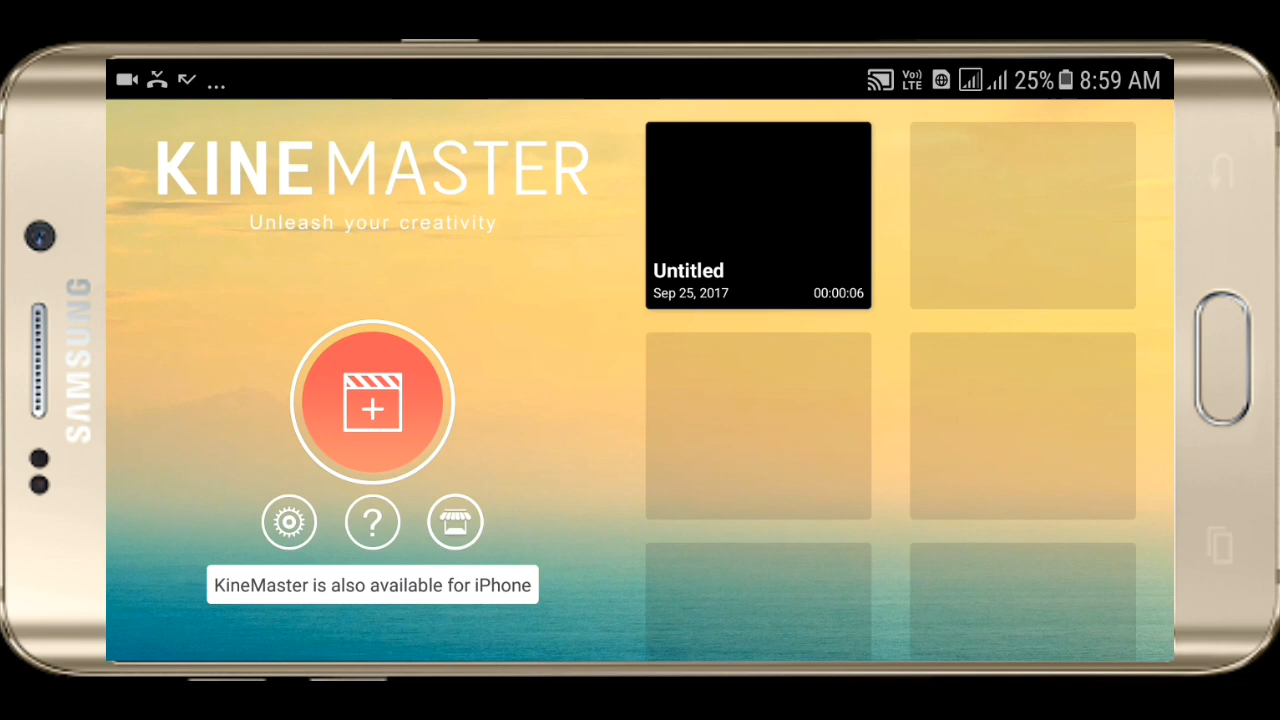 ... VoLTE 25% 8:59 AM
KINEMASTER
Unleash your creativity
Untitled
Sep 25, 2017 00:00:06
?
KineMaster is also available for iPhone
SAMSUNG